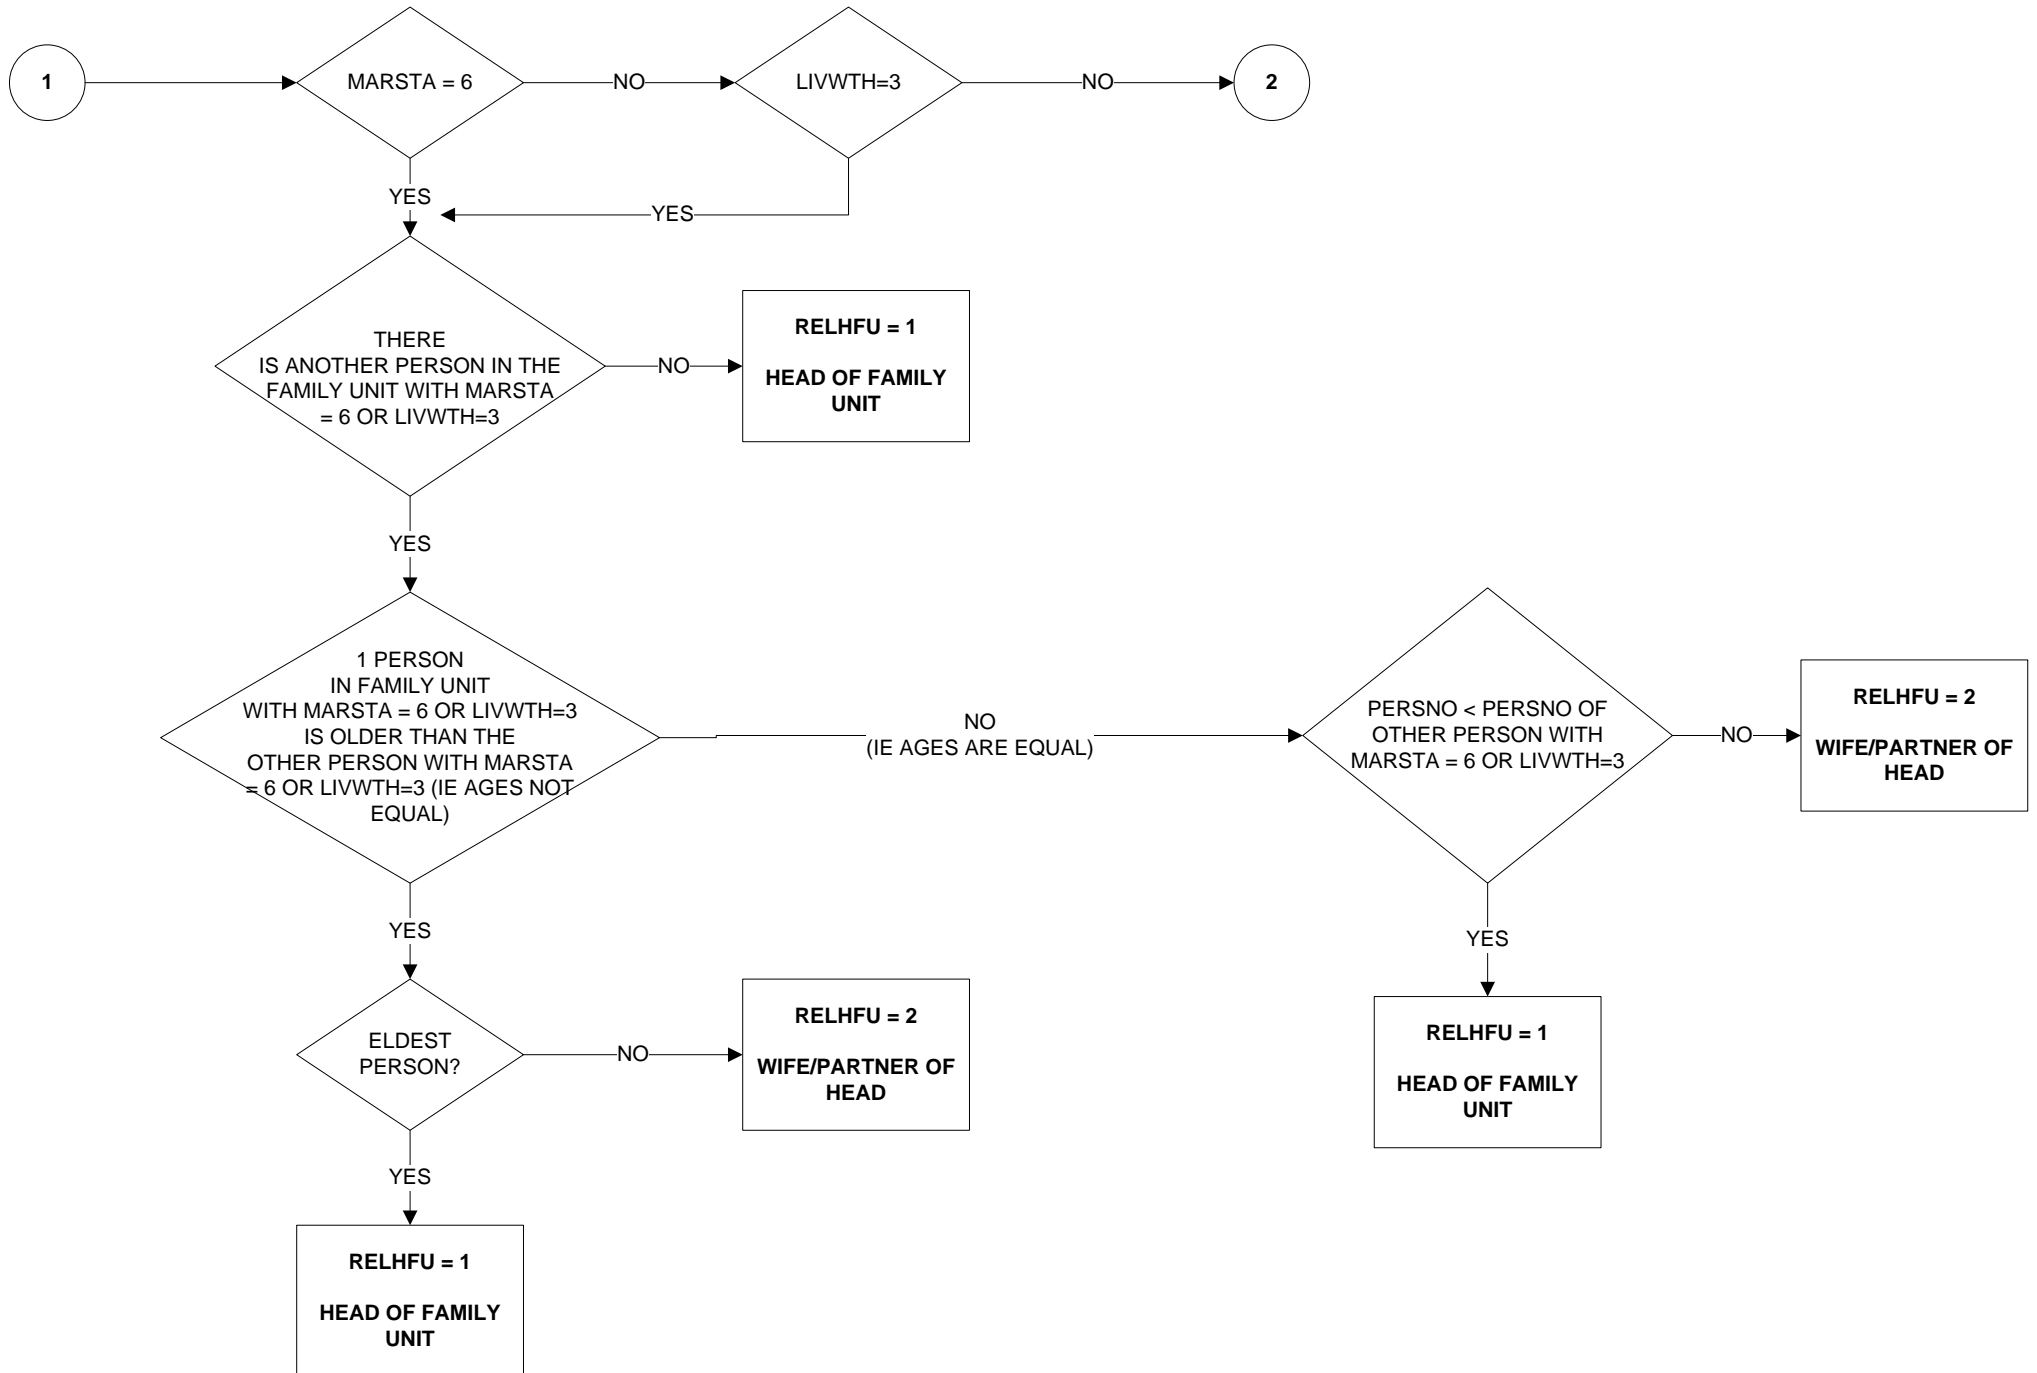 1
MARSTA = 6
NO
LIVWTH=3
NO
2
YES
YES
THERE
IS ANOTHER PERSON IN THE
FAMILY UNIT WITH MARSTA
= 6 OR LIVWTH=3
NO
RELHFU = 1
HEAD OF FAMILY
UNIT
YES
1 PERSON
IN FAMILY UNIT
WITH MARSTA = 6 OR LIVWTH=3
IS OLDER THAN THE
OTHER PERSON WITH MARSTA
= 6 OR LIVWTH=3 (IE AGES NOT
EQUAL)
NO
(IE AGES ARE EQUAL)
PERSNO < PERSNO OF
OTHER PERSON WITH
MARSTA = 6 OR LIVWTH=3
NO
RELHFU = 2
WIFE/PARTNER OF
HEAD
YES
YES
ELDEST
PERSON?
NO
RELHFU = 2
WIFE/PARTNER OF
HEAD
RELHFU = 1
HEAD OF FAMILY
UNIT
YES
RELHFU = 1
HEAD OF FAMILY
UNIT